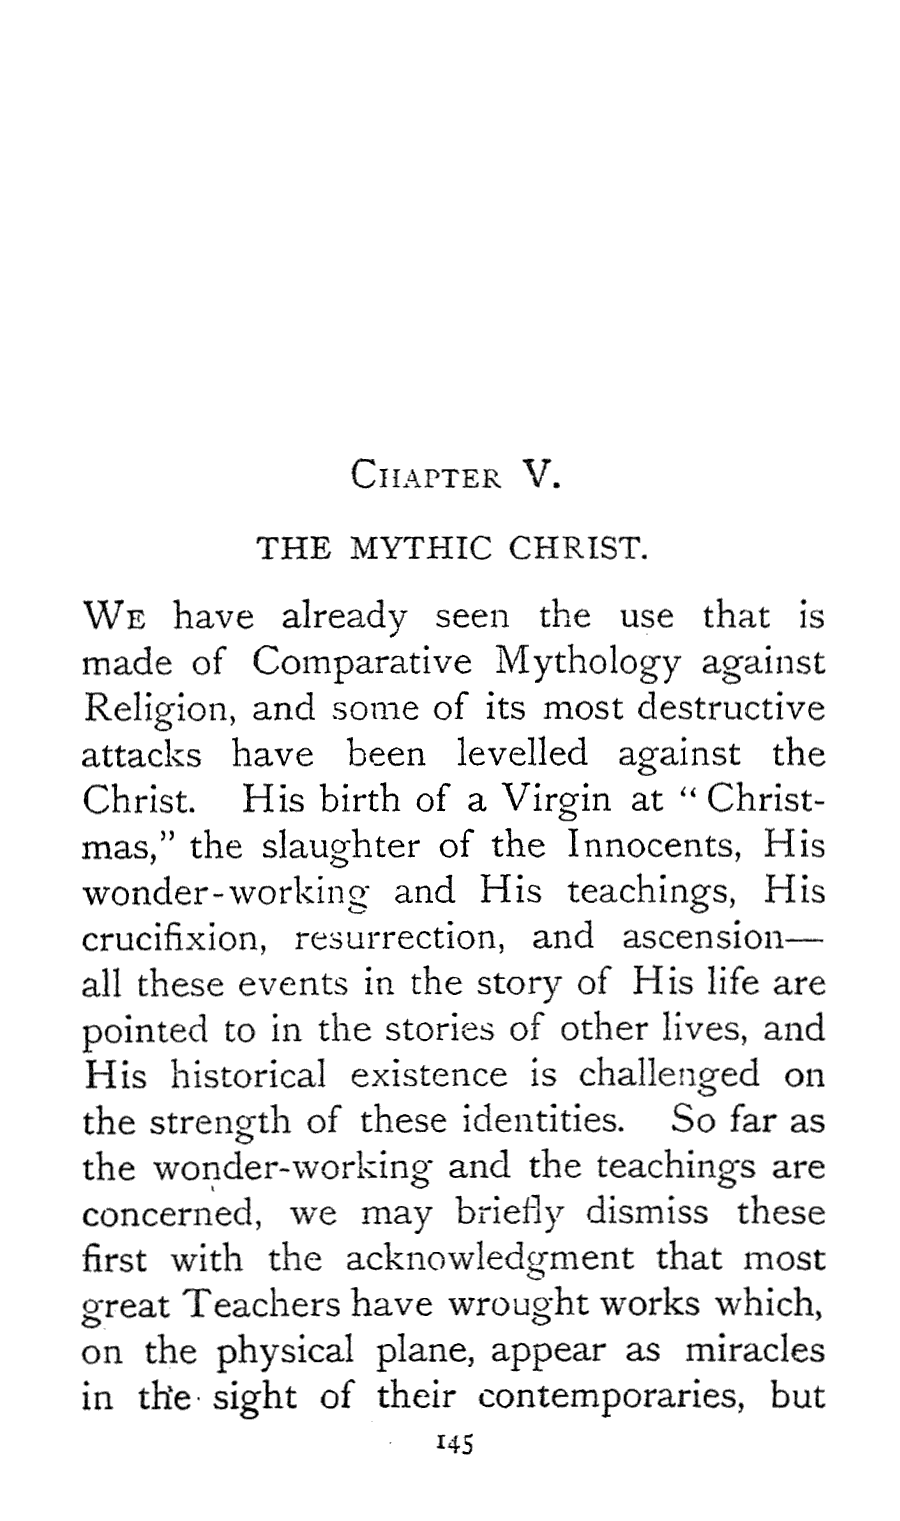 CHAPTER V.
THE MYTHIC CHRIST.
WE have already seen the use that is
made of Comparative Mythology against
Religion, and some of its most destructive
attacks have been levelled against the
Christ. His birth of a Virgin at “Christ-
mas,” the slaughter of the Innocents, His
wonder-working and His teachings, His
crucifixion, resurrection, and ascension—
all these events in the story of His life are
pointed to in the stories of other lives, and
His historical existence is challenged on
the strength of these identities. So far as
the wonder-working and the teachings are
concerned, we may briefly dismiss these
first with the acknowledgment that most
great Teachers have wrought works which,
on the physical plane, appear as miracles
in the sight of their contemporaries, but
145